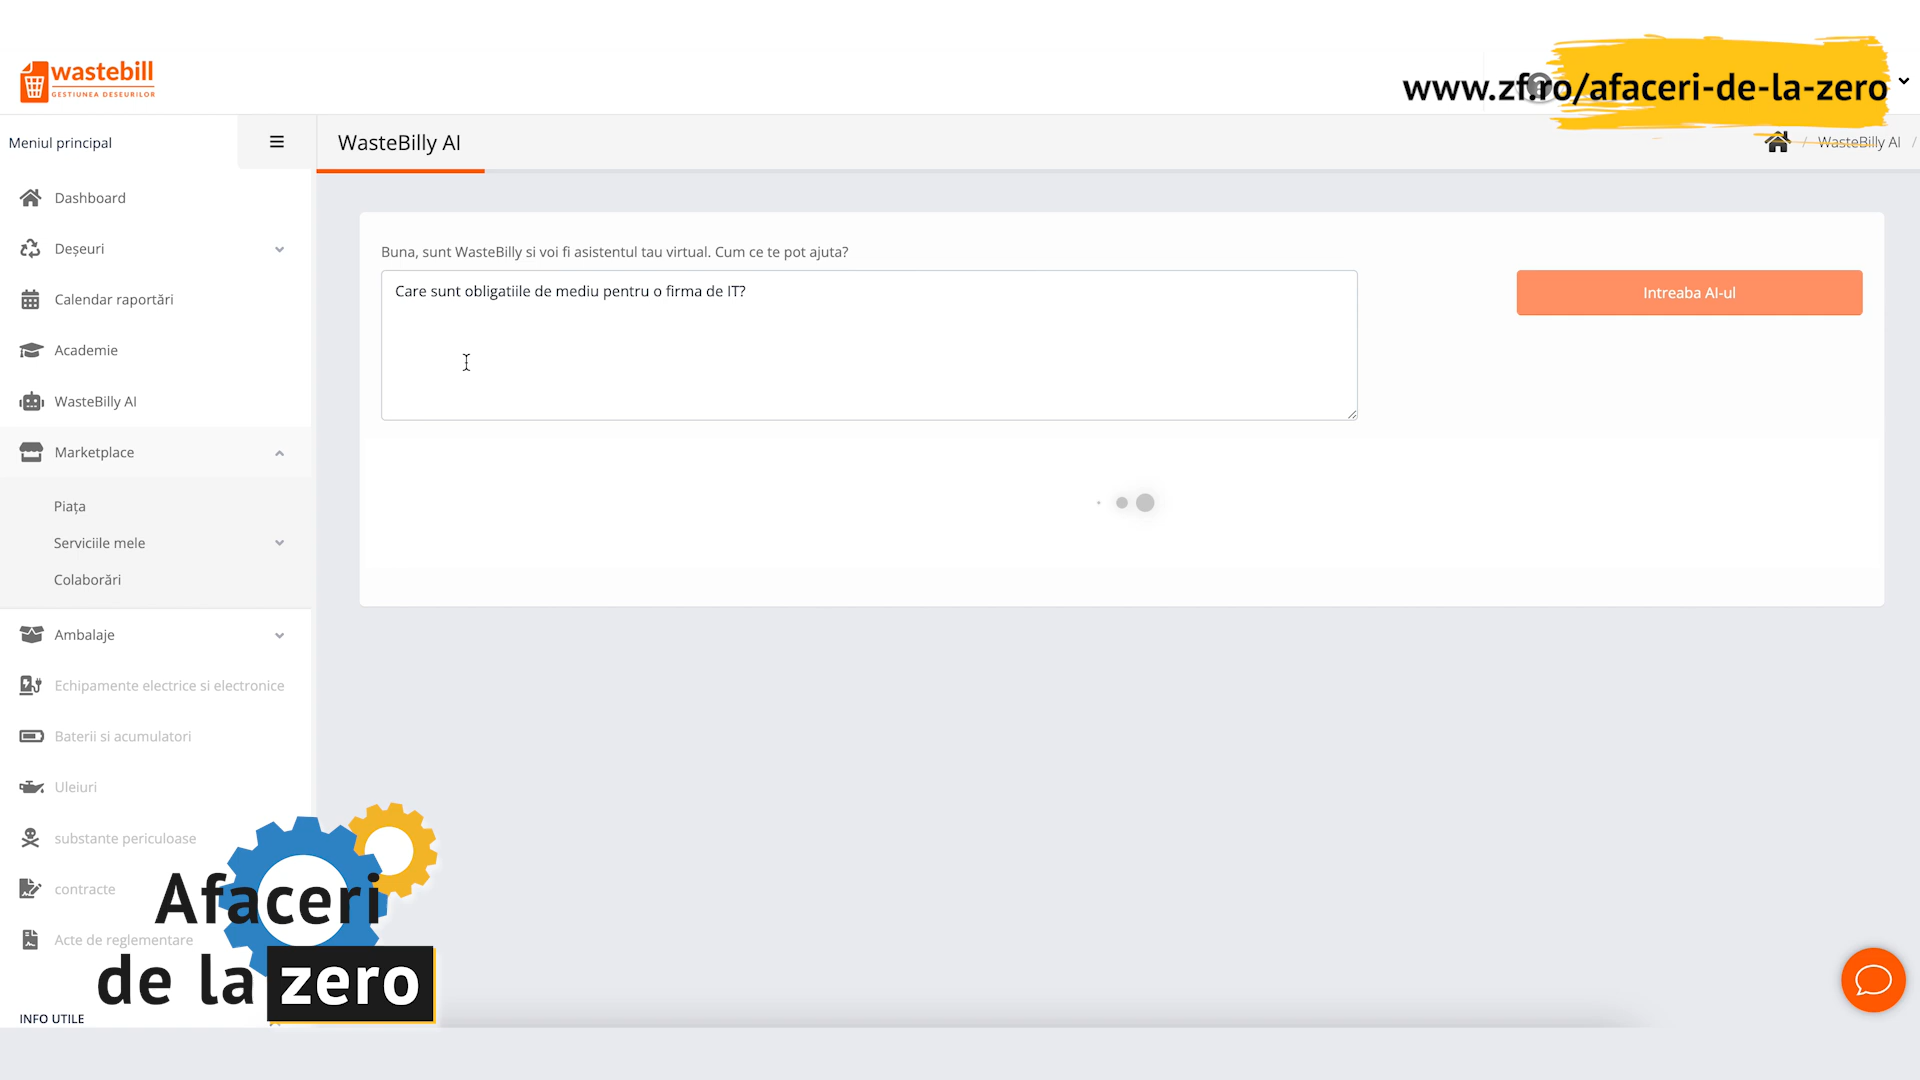 wastebill
GESTIUNEA DESEURILOR
www.zf.ro/afaceri-de-la-zero
Meniul principal
WasteBilly AI
/ WasteBilly AI /
Dashboard
Deșeuri
Calendar raportări
Academie
WasteBilly AI
Marketplace
Piața
Serviciile mele
Colaborări
Ambalaje
Echipamente electrice si electronice
Baterii si acumulatori
Uleiuri
substante periculoase
contracte
Acte de reglementare
INFO UTILE
Buna, sunt WasteBilly si voi fi asistentul tau virtual. Cum ce te pot ajuta?
Care sunt obligatiile de mediu pentru o firma de IT?
Intreaba AI-ul
Afaceri
de la zero